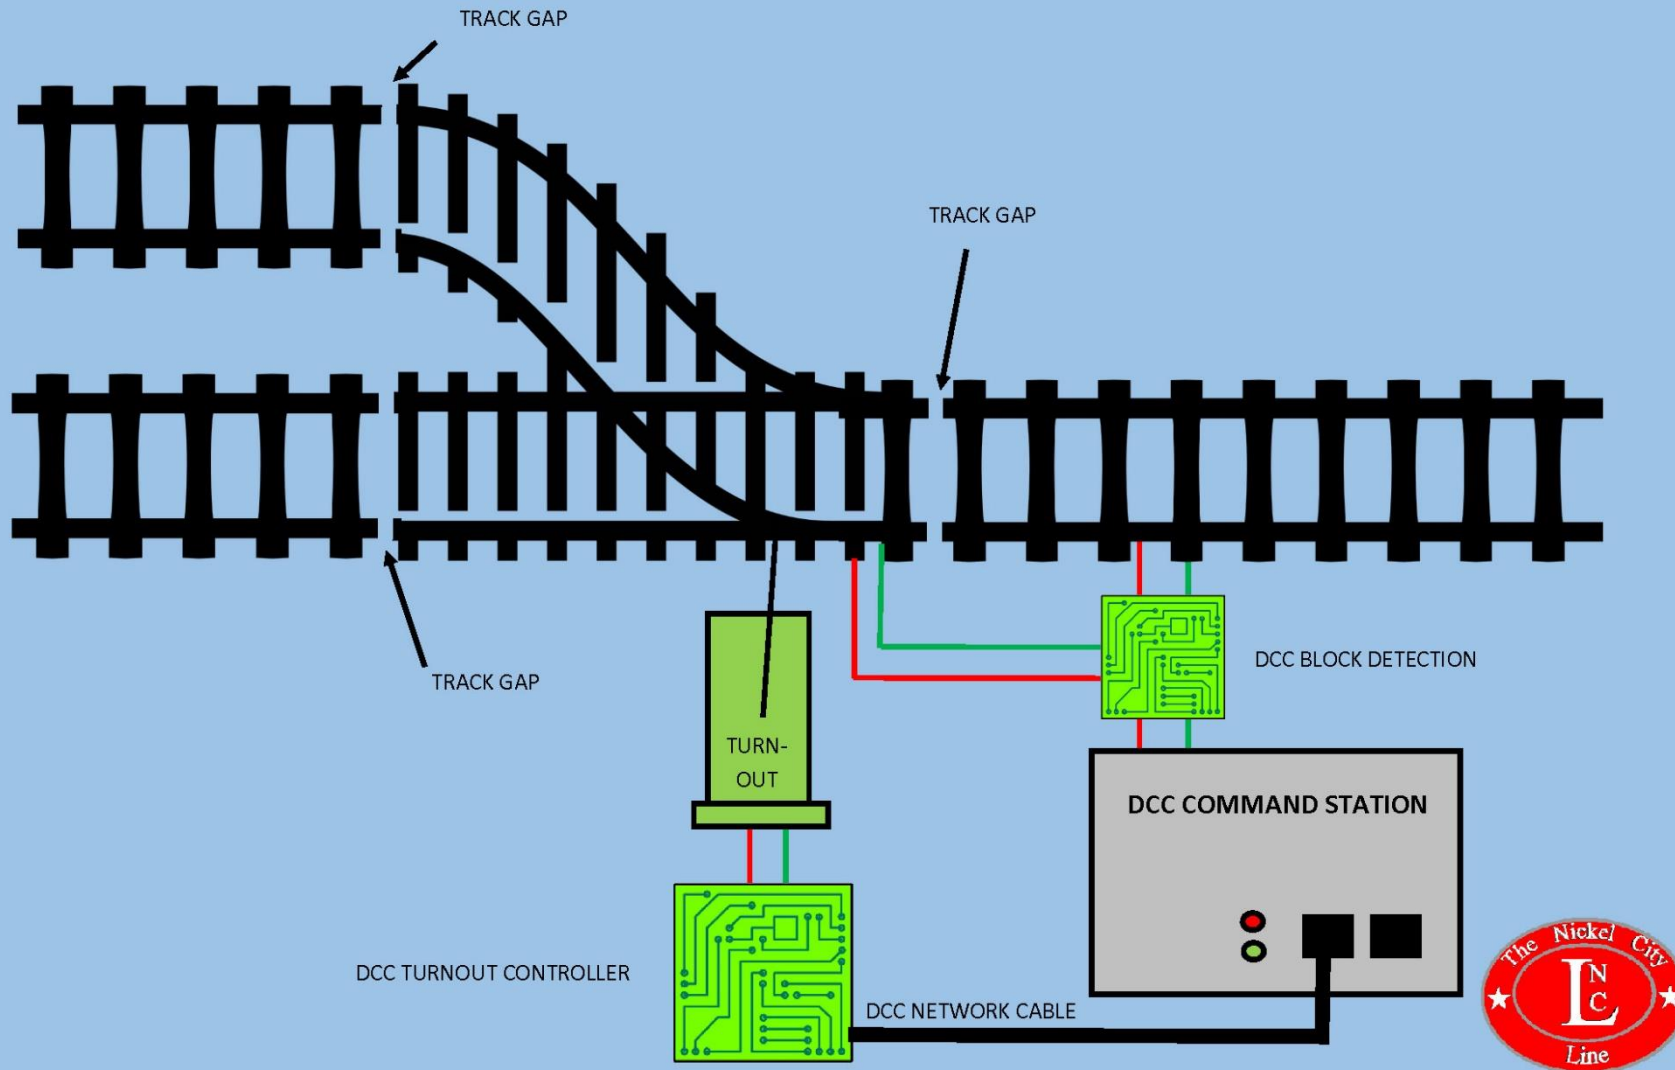 TRACK GAP
TRACK GAP
TRACK GAP
DCC BLOCK DETECTION
TURN-
OUT
DCC COMMAND STATION
DCC TURNOUT CONTROLLER
DCC NETWORK CABLE
The Nickel City
L N
C
Line